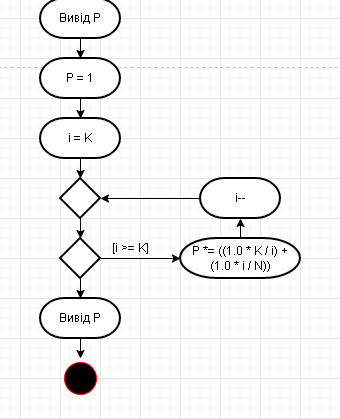 Вивід P
P = 1
i = K
i--
[i >= K]
P *= ((1.0 * K / i) +
(1.0 * i / N))
Вивід P